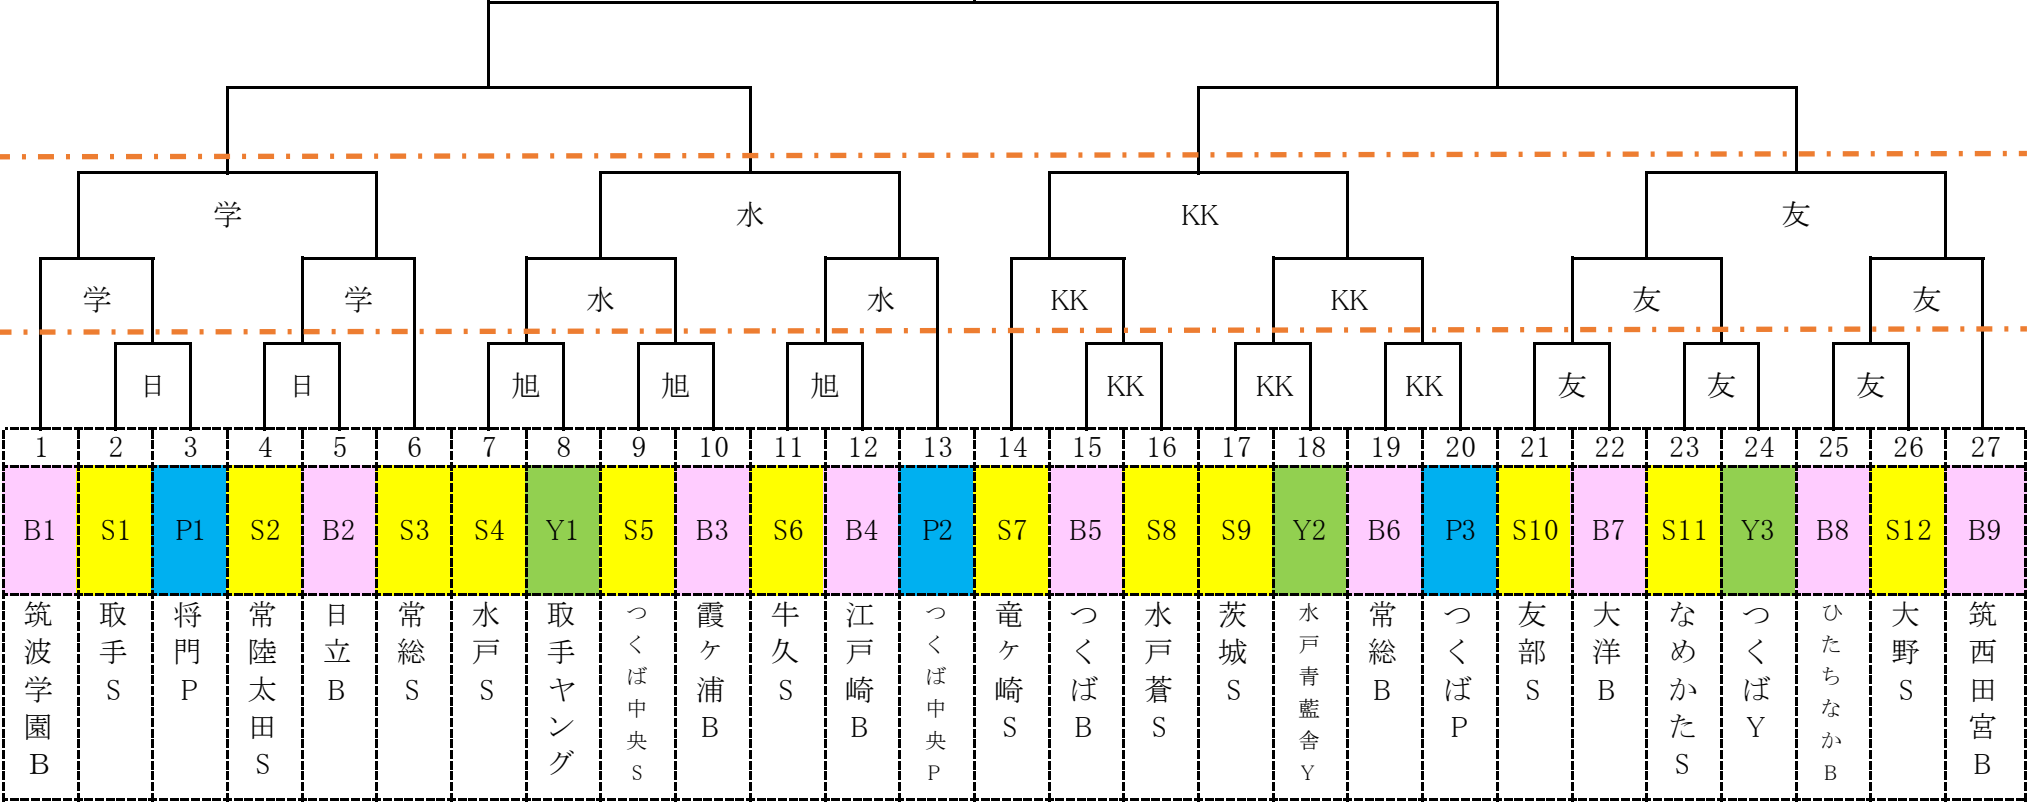 学 水 KK 友
学 学 水 水 KK KK 友 友
日 日 旭 旭 旭 KK KK KK 友 友 友
1 2 3 4 5 6 7 8 9 10 11 12 13 14 15 16 17 18 19 20 21 22 23 24 25 26 27
B1 S1 P1 S2 B2 S3 S4 Y1 S5 B3 S6 B4 P2 S7 B5 S8 S9 Y2 B6 P3 S10 B7 S11 Y3 B8 S12 B9
筑波学園B
取手S
将門P
常陸太田S
日立B
常総S
水戸S
取手ヤング
つくば中央S
霞ケ浦B
牛久S
江戸崎B
つくば中央P
竜ケ崎S
つくばB
水戸蒼S
茨城S
水戸青藍舎Y
常総B
つくばP
友部S
大洋B
なめかたS
つくばY
ひたちなかB
大野S
筑西田宮B